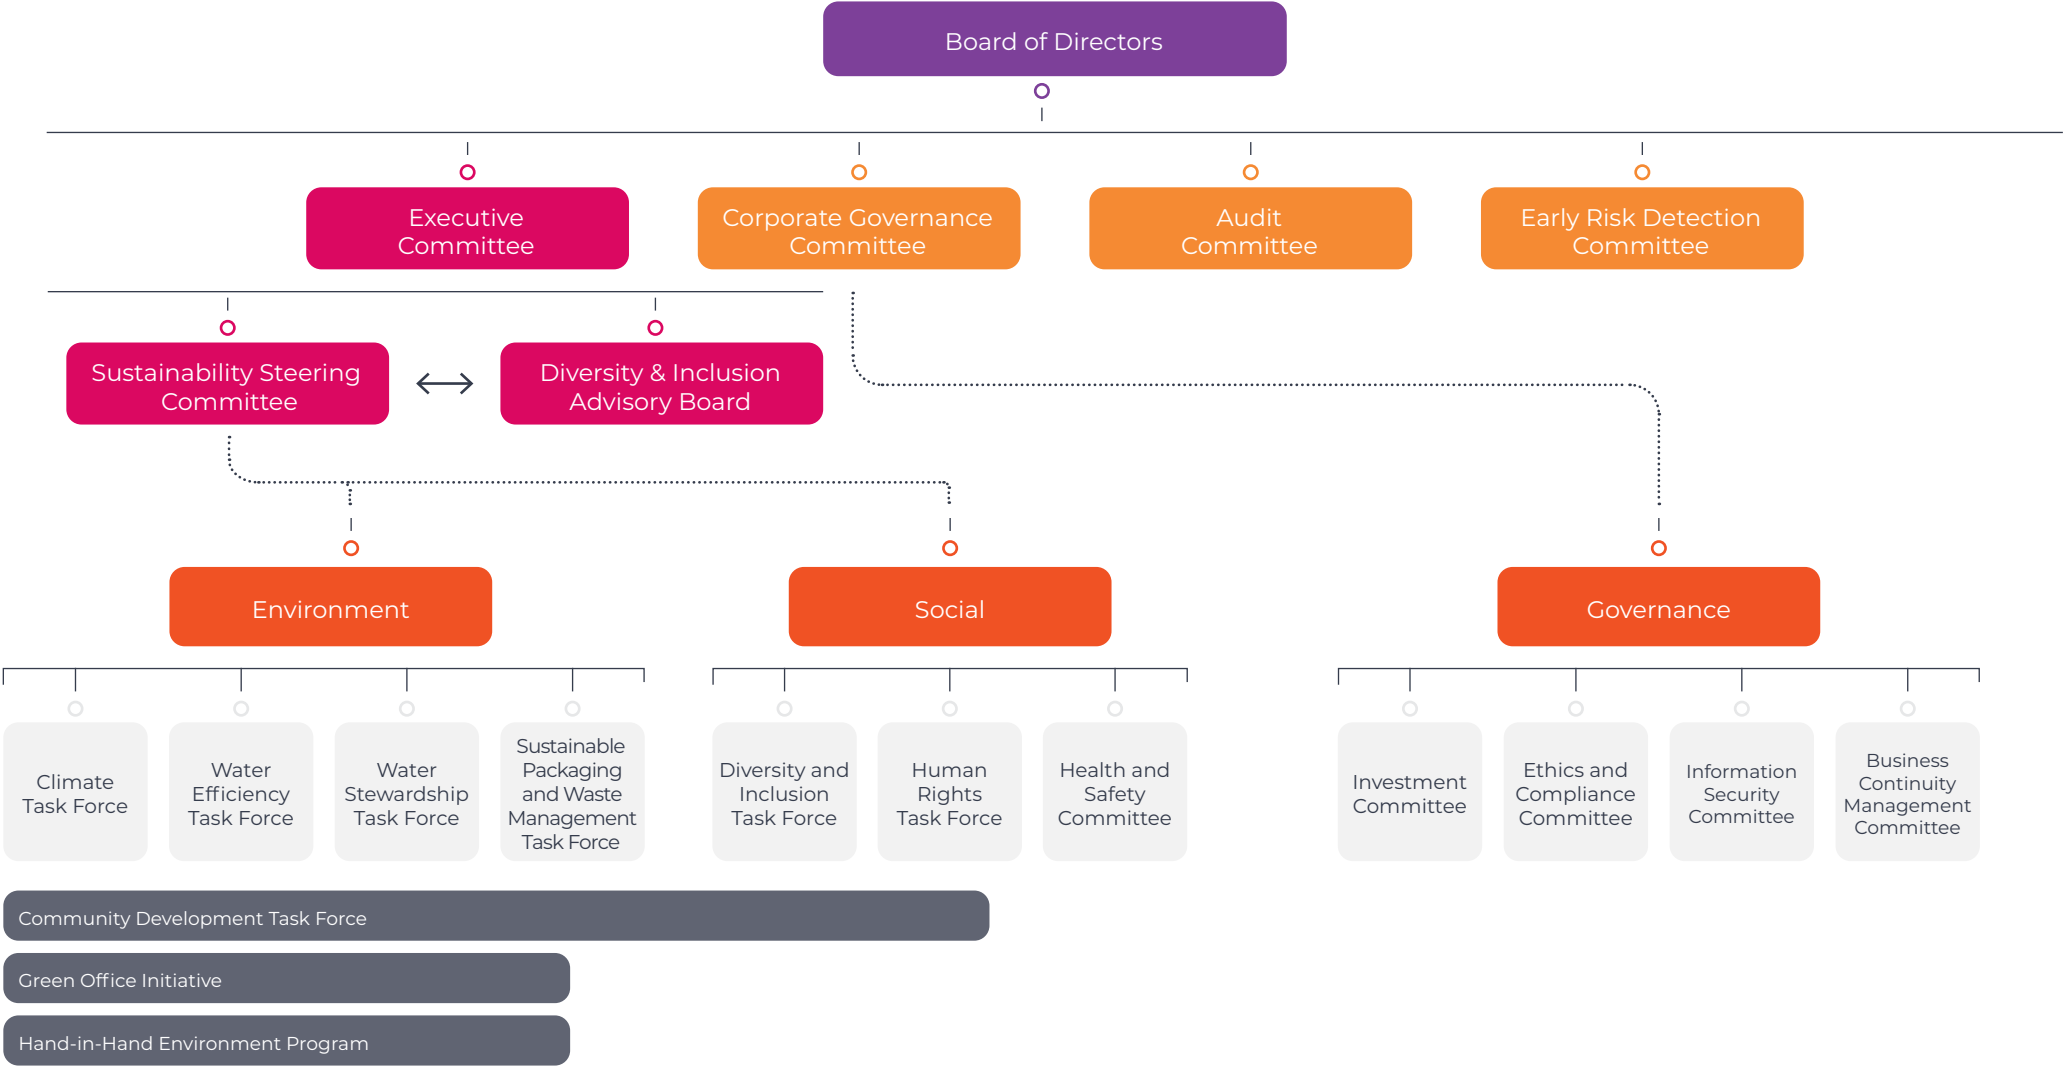 Board of Directors
Executive
Committee
Corporate Governance
Committee
Audit
Committee
Early Risk Detection
Committee
Sustainability Steering
Committee
Diversity & Inclusion
Advisory Board
Environment
Social
Governance
Climate
Task Force
Water
Efficiency
Task Force
Water
Stewardship
Task Force
Sustainable
Packaging
and Waste
Management
Task Force
Diversity and
Inclusion
Task Force
Human
Rights
Task Force
Health and
Safety
Committee
Investment
Committee
Ethics and
Compliance
Committee
Information
Security
Committee
Business
Continuity
Management
Committee
Community Development Task Force
Green Office Initiative
Hand-in-Hand Environment Program